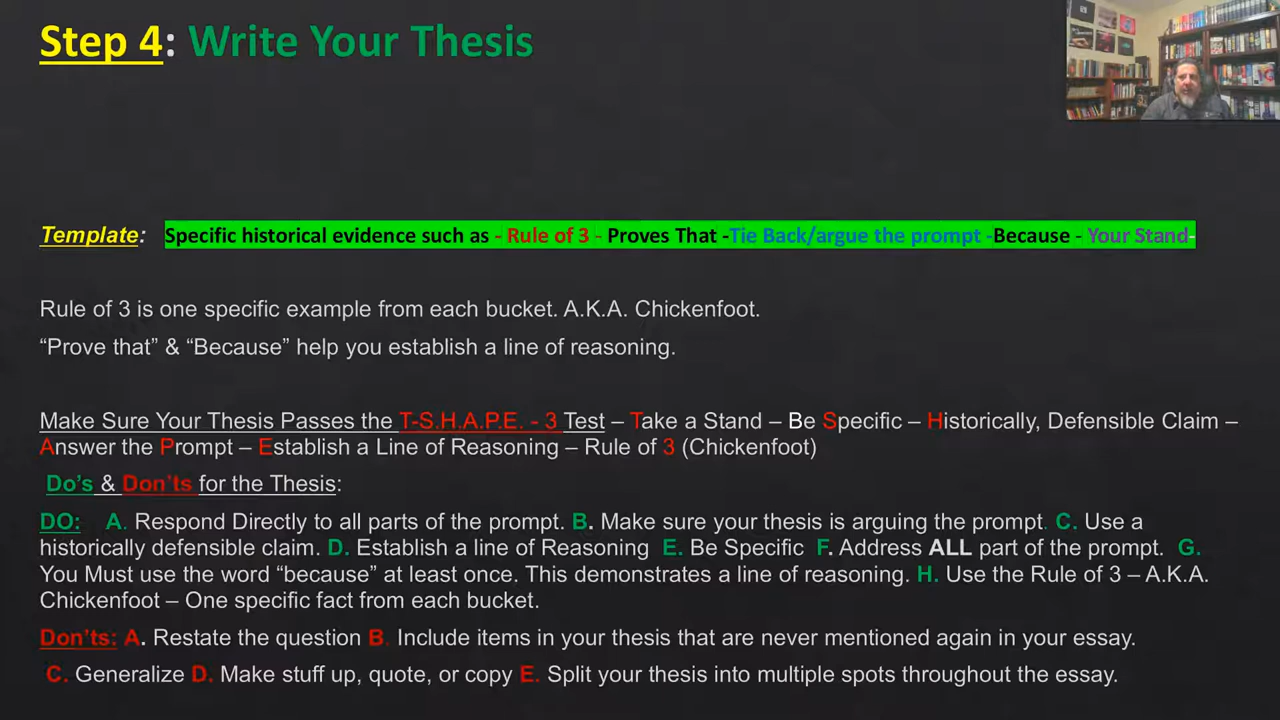 Step 4: Write Your Thesis
Template: Specific historical evidence such as - Rule of 3 - Proves That -Tie Back/argue the prompt -Because - Your Stand-
Rule of 3 is one specific example from each bucket. A.K.A. Chickenfoot.
“Prove that” & “Because” help you establish a line of reasoning.
Make Sure Your Thesis Passes the T-S.H.A.P.E. - 3 Test – Take a Stand – Be Specific – Historically, Defensible Claim –
Answer the Prompt – Establish a Line of Reasoning – Rule of 3 (Chickenfoot)
Do’s & Don’ts for the Thesis:
DO: A. Respond Directly to all parts of the prompt. B. Make sure your thesis is arguing the prompt. C. Use a
historically defensible claim. D. Establish a line of Reasoning E. Be Specific F. Address ALL part of the prompt. G.
You Must use the word “because” at least once. This demonstrates a line of reasoning. H. Use the Rule of 3 – A.K.A.
Chickenfoot – One specific fact from each bucket.
Don’ts: A. Restate the question B. Include items in your thesis that are never mentioned again in your essay.
C. Generalize D. Make stuff up, quote, or copy E. Split your thesis into multiple spots throughout the essay.